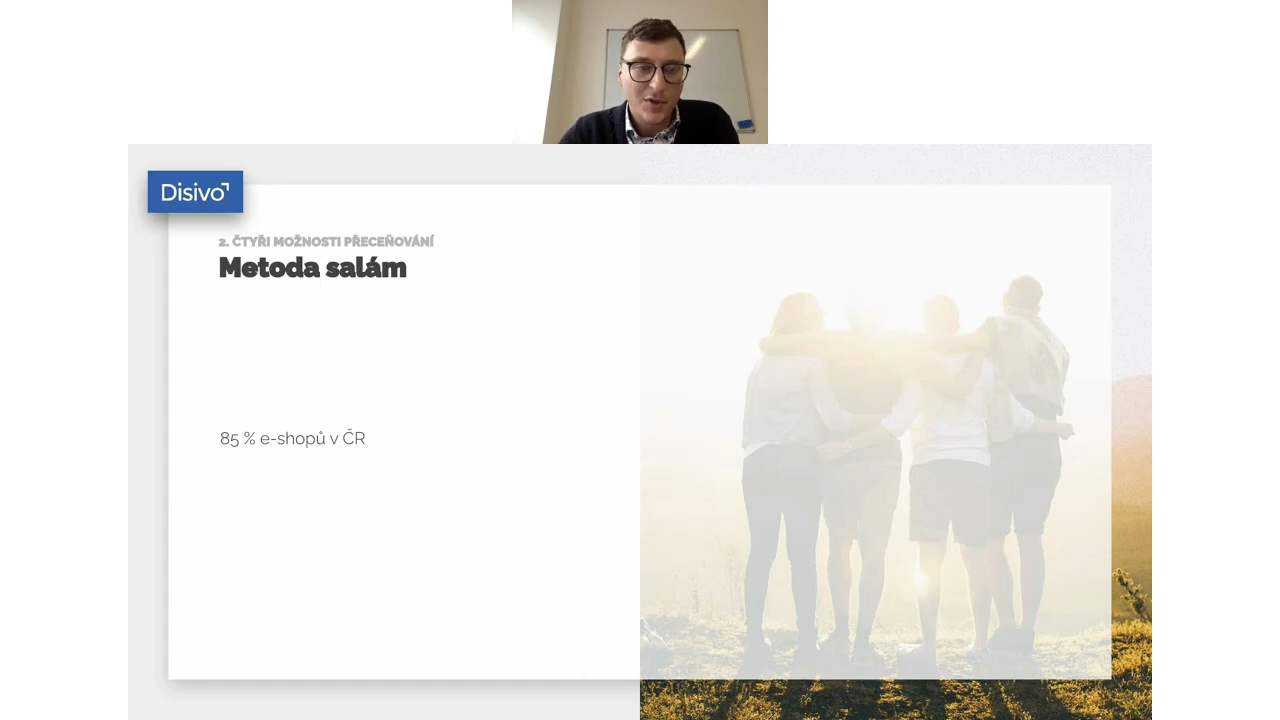 Disivo
2. ČTYŘI MOŽNOSTI PŘECEŇOVÁNÍ
Metoda salám
85 % e-shopů v ČR